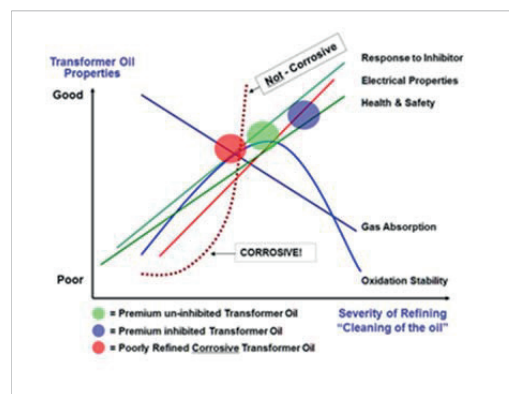 Transformer Oil
Properties
Not - Corrosive
Response to Inhibitor
Electrical Properties
Health & Safety
Good
CORROSIVE!
Gas Absorption
Poor
Oxidation Stability
= Premium un-inhibited Transformer Oil
= Premium inhibited Transformer Oil
= Poorly Refined Corrosive Transformer Oil
Severity of Refining
“Cleaning of the oil”